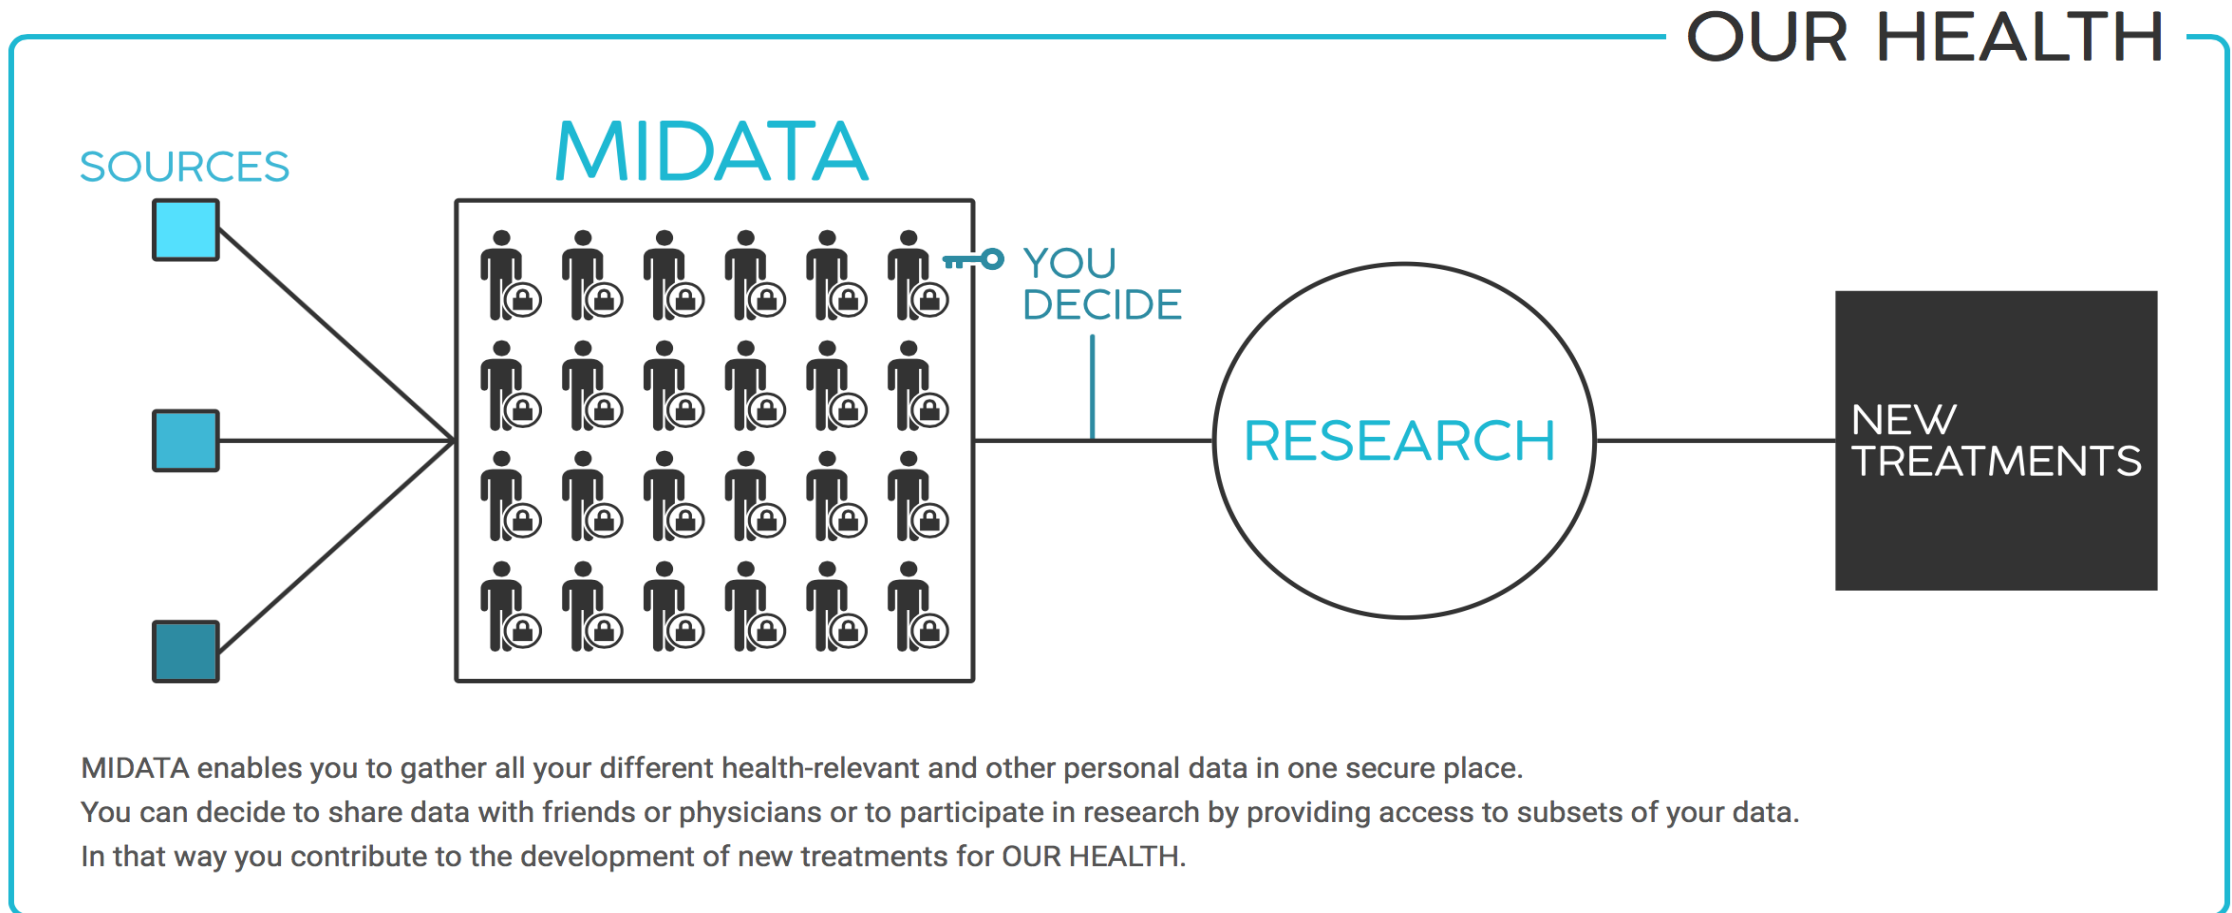 OUR HEALTH
SOURCES
MIDATA
YOU
DECIDE
RESEARCH
NEW
TREATMENTS
MIDATA enables you to gather all your different health-relevant and other personal data in one secure place.
You can decide to share data with friends or physicians or to participate in research by providing access to subsets of your data.
In that way you contribute to the development of new treatments for OUR HEALTH.